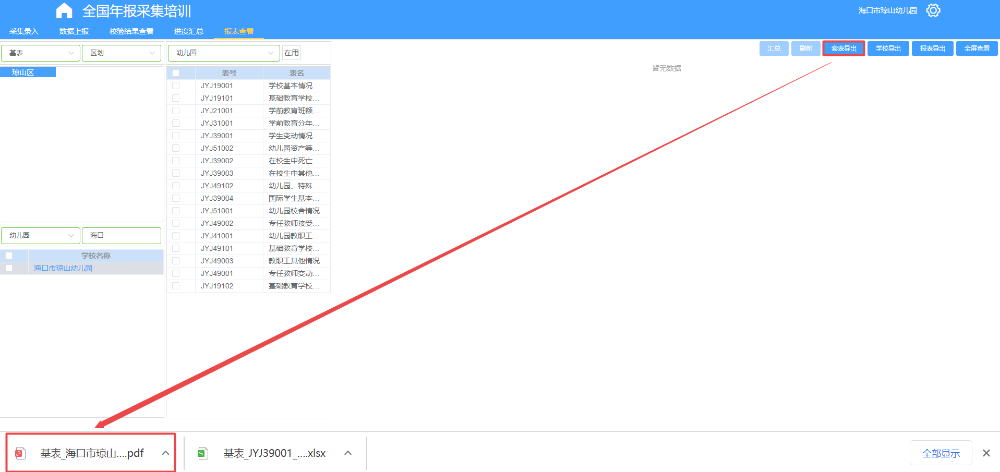 全国年报采集培训
海口市琼山幼儿园
采集录入 数据上报 校验结果查看 进度汇总 报表查看
基表 区划 幼儿园 在用
汇总 刷新 套表导出 学校导出 报表导出 全屏查看
暂无数据
琼山区
表号 表名
JYJ19001 学校基本情况
JYJ19101 基础教育学校...
JYJ21001 学前教育班额...
JYJ31001 学前教育分年...
JYJ39001 学生变动情况
JYJ51002 幼儿园资产等...
JYJ39002 在校生中死亡...
JYJ39003 在校生中其他...
JYJ49102 幼儿园、特殊...
JYJ39004 国际学生基本...
JYJ51001 幼儿园校舍情况
JYJ49002 专任教师接受...
JYJ41001 幼儿园教职工
JYJ49101 基础教育学校...
JYJ49003 教职工其他情况
JYJ49001 专任教师变动...
JYJ19102 基础教育学校...
幼儿园 海口
学校名称
海口市琼山幼儿园
基表_海口市琼山....pdf
基表_JYJ39001_....xlsx
全部显示